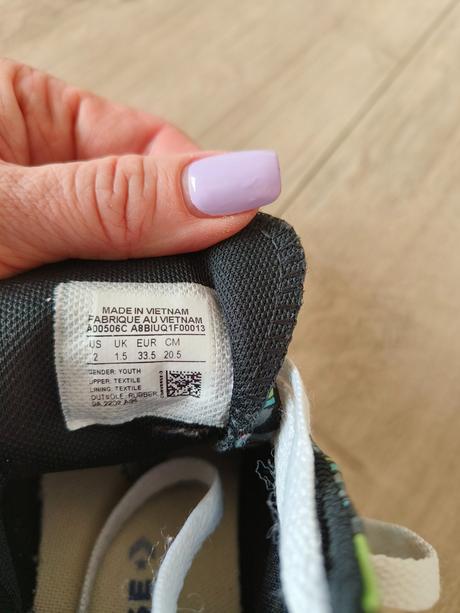 MADE IN VIETNAM
FABRIQUE AU VIETNAM
A00506C A8BIUQ1F00013
US UK EUR CM
2 1.5 33.5 20.5
GENDER: YOUTH
UPPER: TEXTILE
LINING: TEXTILE
OUTSOLE: RUBBER